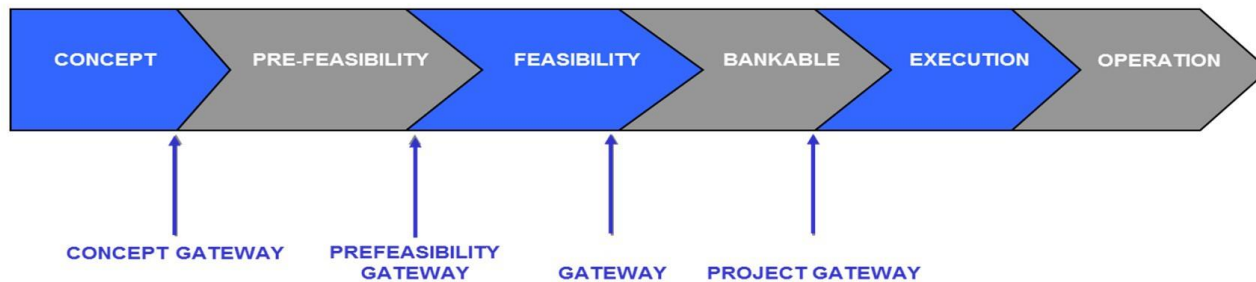 CONCEPT
PRE-FEASIBILITY
FEASIBILITY
BANKABLE
EXECUTION
OPERATION
CONCEPT GATEWAY
PREFEASIBILITY
GATEWAY
GATEWAY
PROJECT GATEWAY